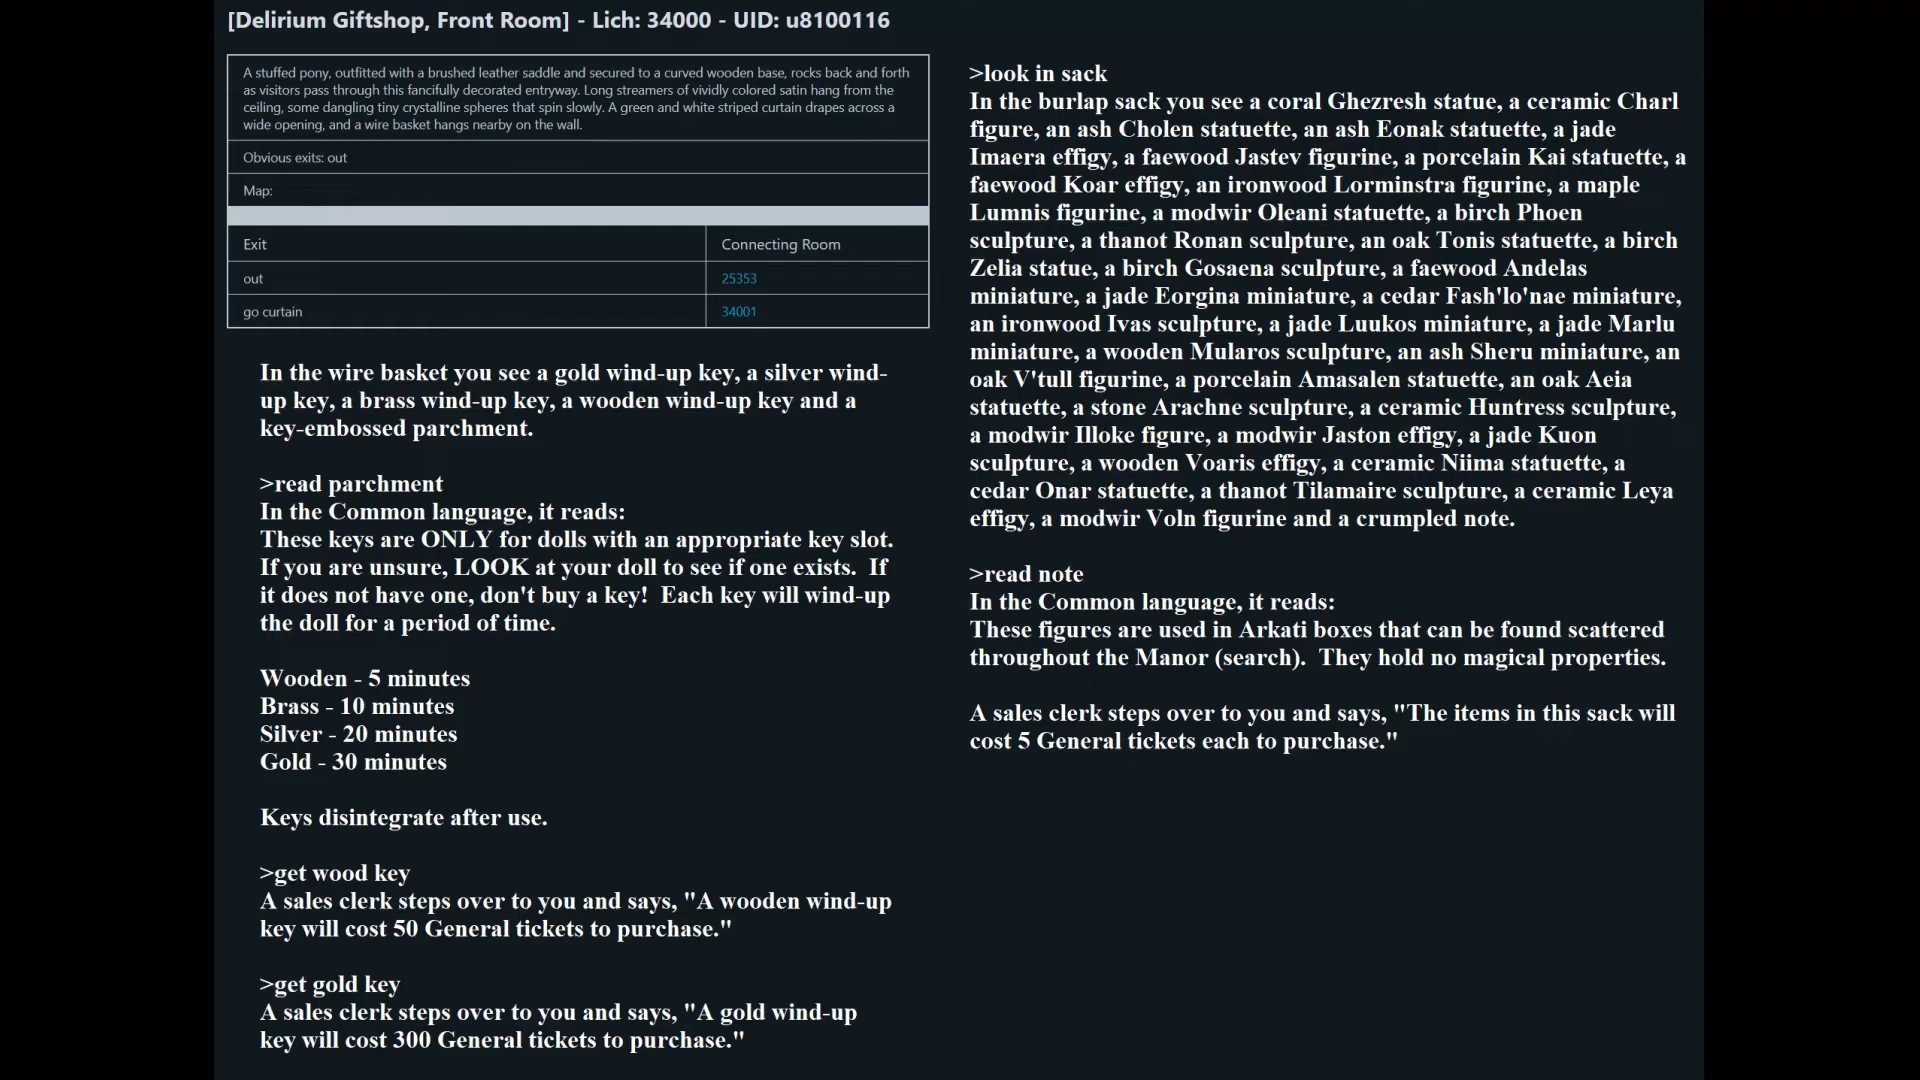 [Delirium Giftshop, Front Room] - Lich: 34000 - UID: u8100116
A stuffed pony, outfitted with a brushed leather saddle and secured to a curved wooden base, rocks back and forth
as visitors pass through this fancifully decorated entryway. Long streamers of vividly colored satin hang from the
ceiling, some dangling tiny crystalline spheres that spin slowly. A green and white striped curtain drapes across a
wide opening, and a wire basket hangs nearby on the wall.
Obvious exits: out
Map:
Exit Connecting Room
out 25353
go curtain 34001
In the wire basket you see a gold wind-up key, a silver wind-
up key, a brass wind-up key, a wooden wind-up key and a
key-embossed parchment.
>read parchment
In the Common language, it reads:
These keys are ONLY for dolls with an appropriate key slot.
If you are unsure, LOOK at your doll to see if one exists.  If
it does not have one, don't buy a key!  Each key will wind-up
the doll for a period of time.
Wooden - 5 minutes
Brass - 10 minutes
Silver - 20 minutes
Gold - 30 minutes
Keys disintegrate after use.
>get wood key
A sales clerk steps over to you and says, "A wooden wind-up
key will cost 50 General tickets to purchase."
>get gold key
A sales clerk steps over to you and says, "A gold wind-up
key will cost 300 General tickets to purchase."
>look in sack
In the burlap sack you see a coral Ghezresh statue, a ceramic Charl
figure, an ash Cholen statuette, an ash Eonak statuette, a jade
Imaera effigy, a faewood Jastev figurine, a porcelain Kai statuette, a
faewood Koar effigy, an ironwood Lorminstra figurine, a maple
Lumnis figurine, a modwir Oleani statuette, a birch Phoen
sculpture, a thanot Ronan sculpture, an oak Tonis statuette, a birch
Zelia statue, a birch Gosaena sculpture, a faewood Andelas
miniature, a jade Eorgina miniature, a cedar Fash'lo'nae miniature,
an ironwood Ivas sculpture, a jade Luukos miniature, a jade Marlu
miniature, a wooden Mularos sculpture, an ash Sheru miniature, an
oak V'tull figurine, a porcelain Amasalen statuette, an oak Aeia
statuette, a stone Arachne sculpture, a ceramic Huntress sculpture,
a modwir Illoke figure, a modwir Jaston effigy, a jade Kuon
sculpture, a wooden Voaris effigy, a ceramic Niima statuette, a
cedar Onar statuette, a thanot Tilamaire sculpture, a ceramic Leya
effigy, a modwir Voln figurine and a crumpled note.
>read note
In the Common language, it reads:
These figures are used in Arkati boxes that can be found scattered
throughout the Manor (search).  They hold no magical properties.
A sales clerk steps over to you and says, "The items in this sack will
cost 5 General tickets each to purchase."